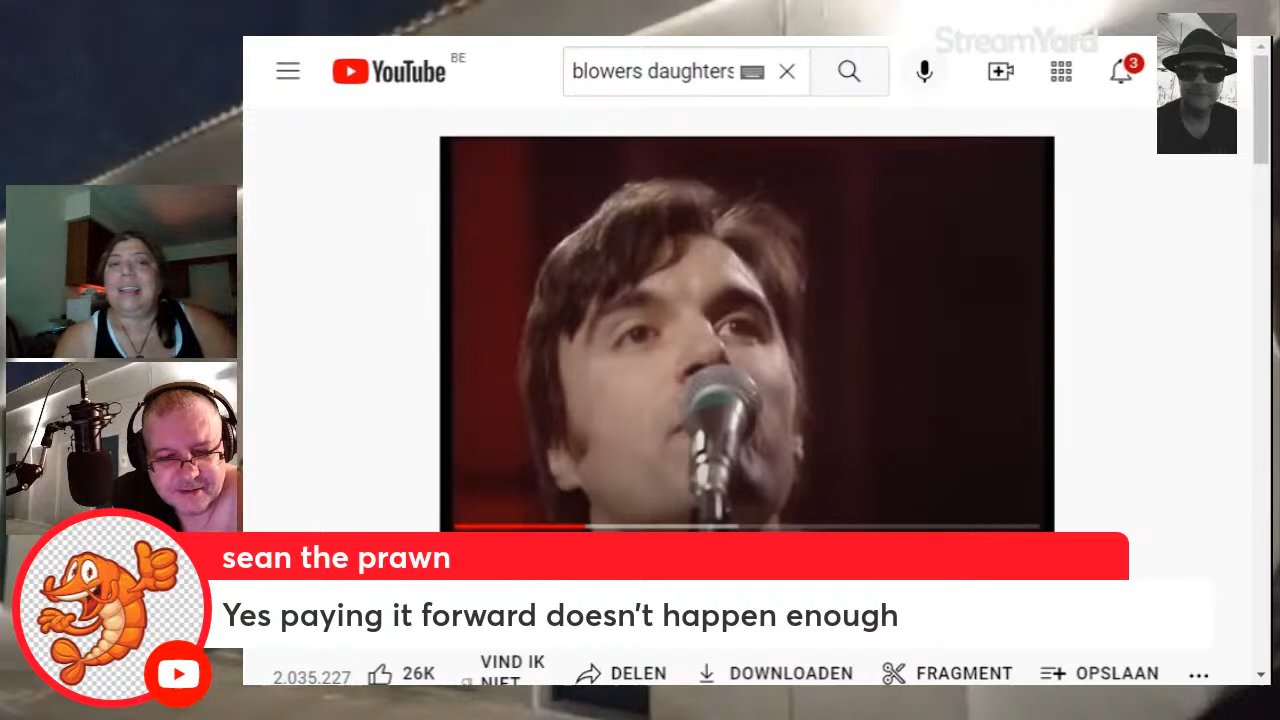 StreamYard
YouTube BE
blowers daughters
3
sean the prawn
Yes paying it forward doesn't happen enough
2.035.227
26K
VIND IK
NIET
DELEN
DOWNLOADEN
FRAGMENT
OPSLAAN